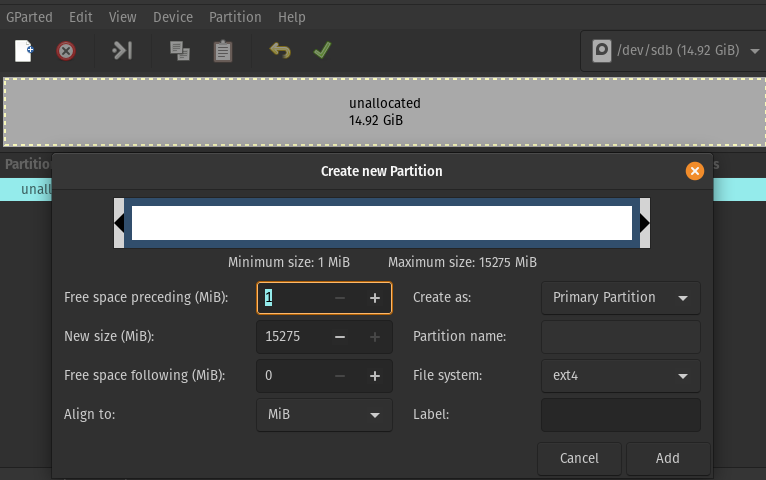 GParted Edit View Device Partition Help
/dev/sdb (14.92 GiB)
unallocated
14.92 GiB
Partitio
s
unall
Create new Partition
Minimum size: 1 MiB Maximum size: 15275 MiB
Free space preceding (MiB): 1 Create as: Primary Partition
New size (MiB): 15275 Partition name:
Free space following (MiB): 0 File system: ext4
Align to: MiB Label:
Cancel Add